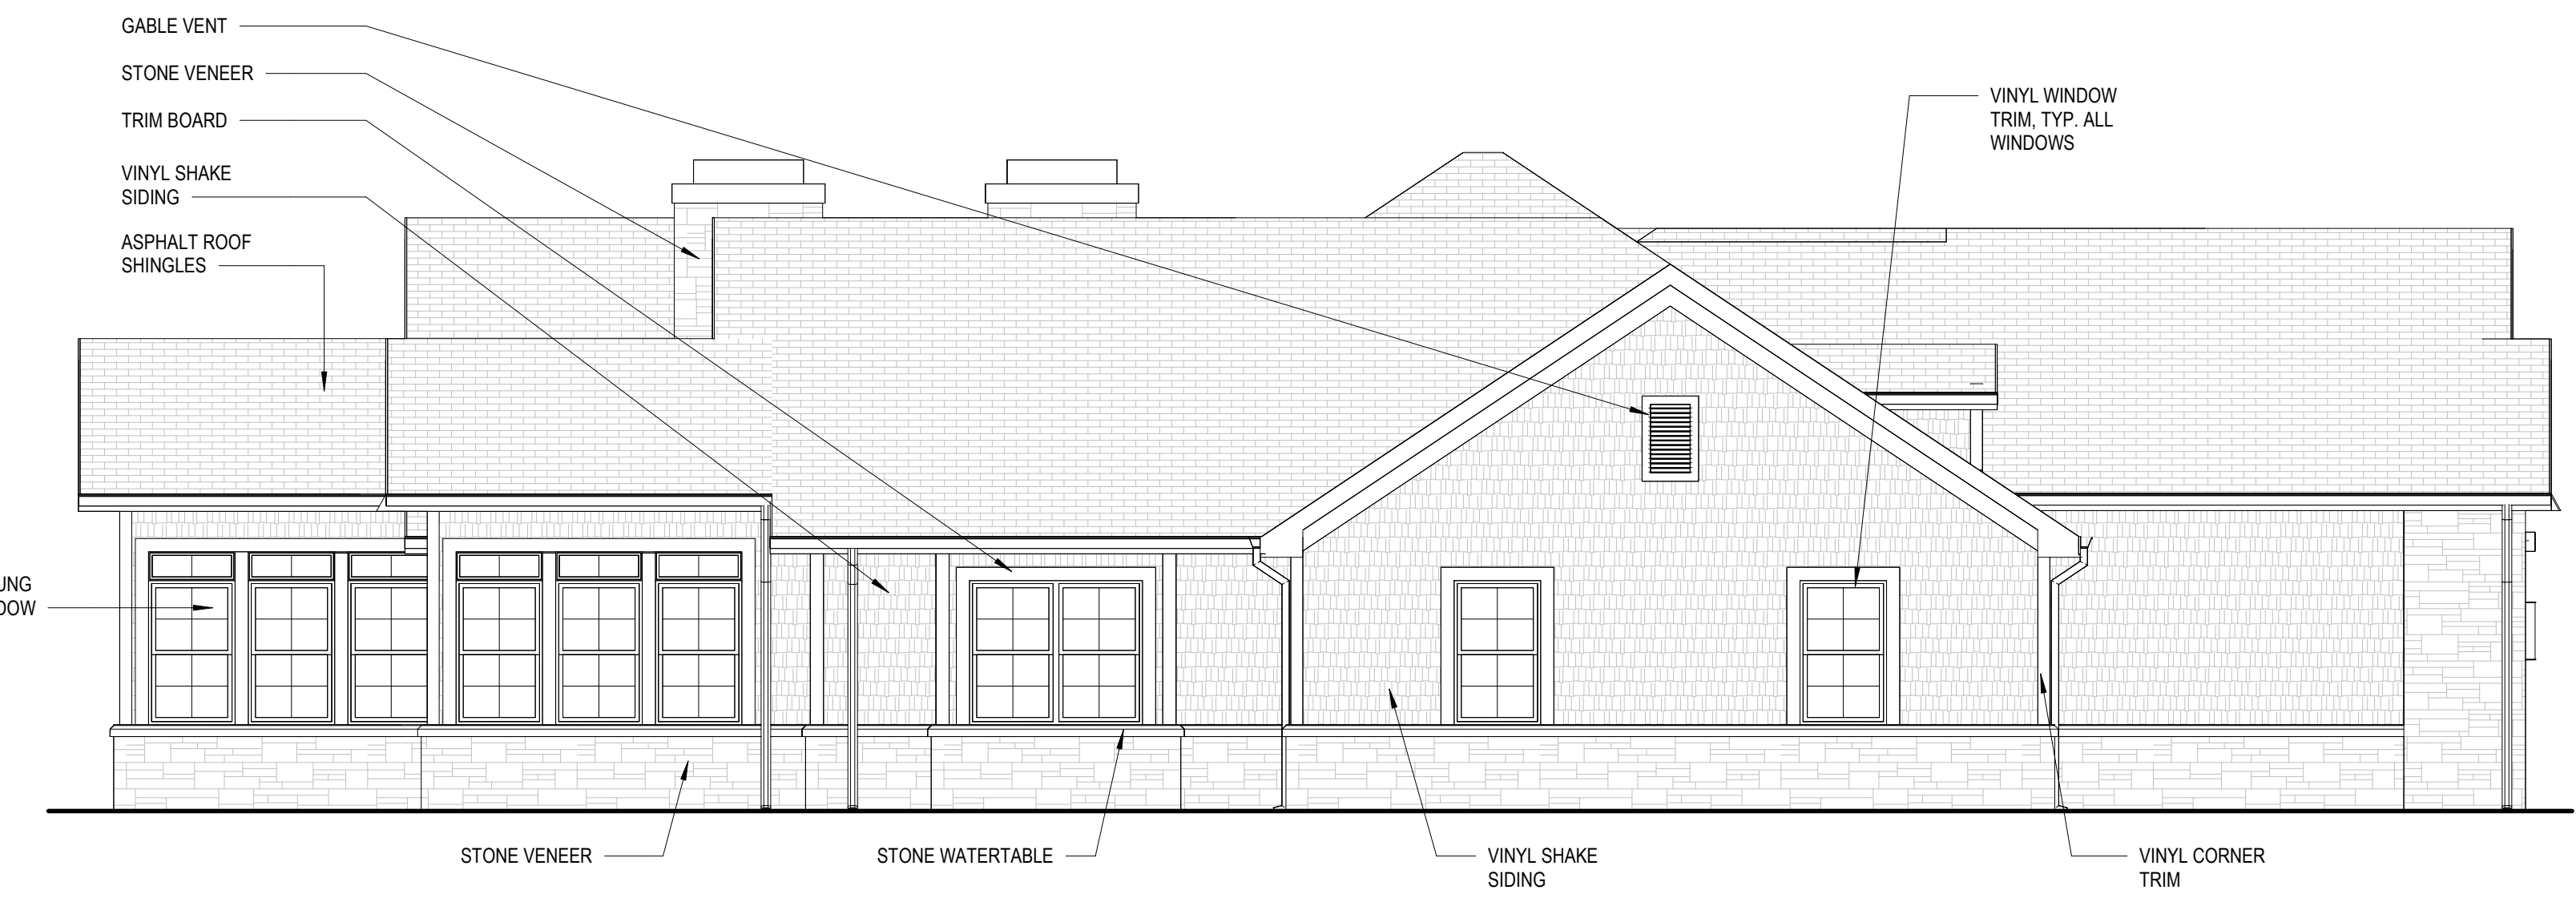 GABLE VENT
STONE VENEER
TRIM BOARD
VINYL SHAKE
SIDING
ASPHALT ROOF
SHINGLES
VINYL WINDOW
TRIM, TYP. ALL
WINDOWS
UNG
DOW
STONE VENEER
STONE WATERTABLE
VINYL SHAKE
SIDING
VINYL CORNER
TRIM